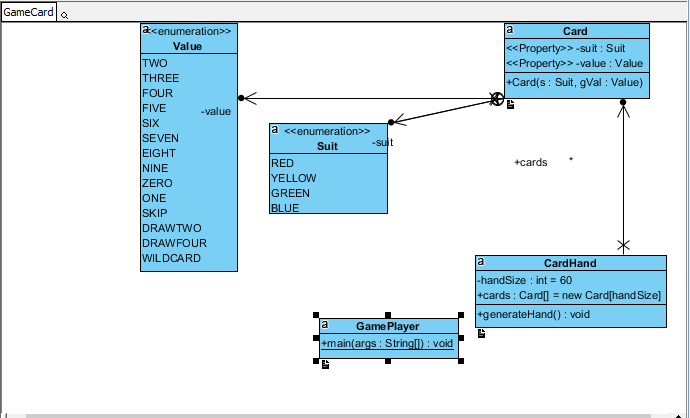 GameCard
a
<<enumeration>>
Value
TWO
THREE
FOUR
FIVE
SIX
SEVEN
EIGHT
NINE
ZERO
ONE
SKIP
DRAWTWO
DRAWFOUR
WILDCARD
-value
a
<<enumeration>>
Suit
RED
YELLOW
GREEN
BLUE
-suit
a
Card
<<Property>> -suit : Suit
<<Property>> -value : Value
+Card(s : Suit, gVal : Value)
+cards *
a
CardHand
-handSize : int = 60
+cards : Card[] = new Card[handSize]
+generateHand() : void
a
GamePlayer
+main(args : String[]) : void